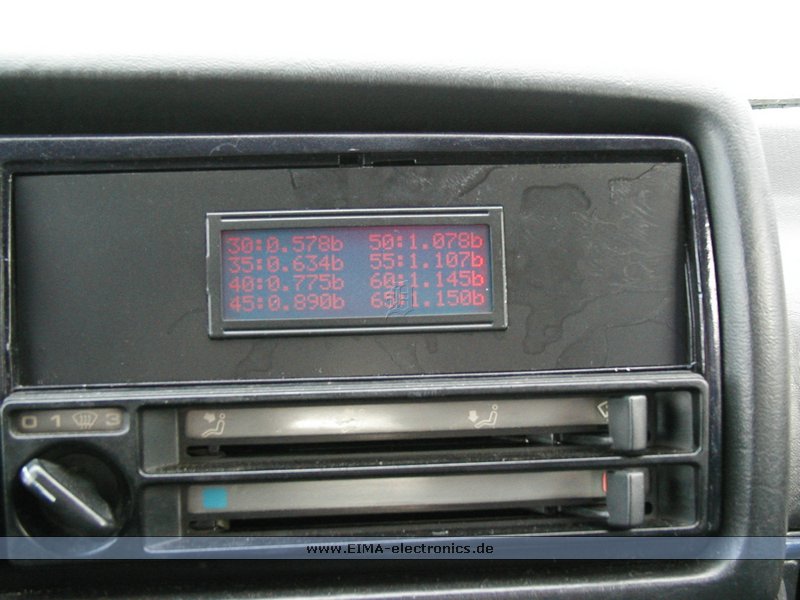 30:0.578b 50:1.078b
35:0.634b 55:1.107b
40:0.775b 60:1.145b
45:0.890b 65:1.150b
0 1 3
www.EIMA-electronics.de